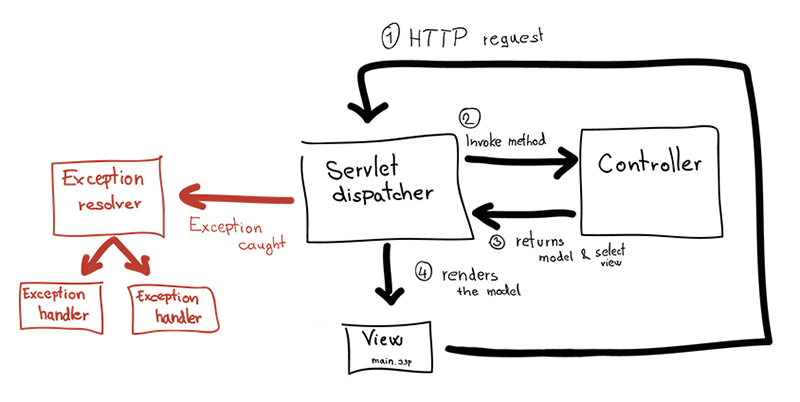 ① HTTP request
Servlet
dispatcher
②
Invoke method
Controller
③ returns
model & select
view
④ renders
the model
View
main.jsp
Exception
caught
Exception
resolver
Exception
handler
Exception
handler